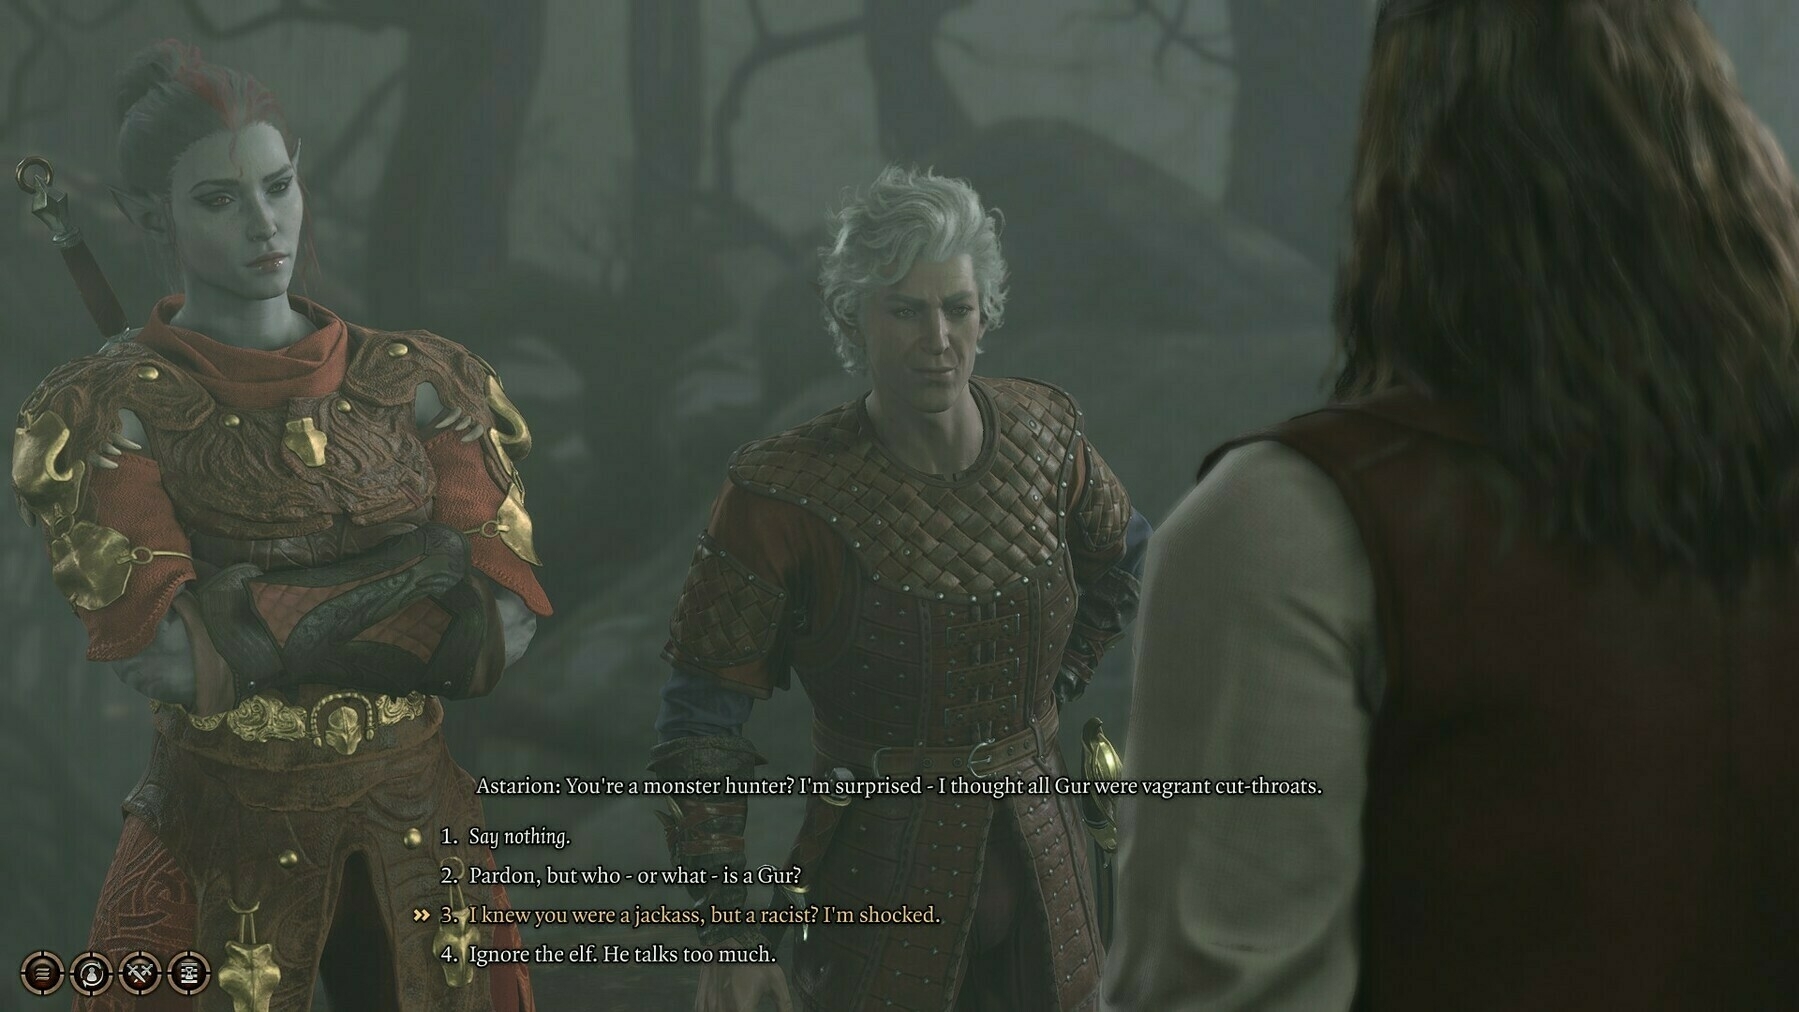 Astarion: You're a monster hunter? I'm surprised - I thought all Gur were vagrant cut-throats.
1. Say nothing.
2. Pardon, but who - or what - is a Gur?
3. I knew you were a jackass, but a racist? I'm shocked.
4. Ignore the elf. He talks too much.